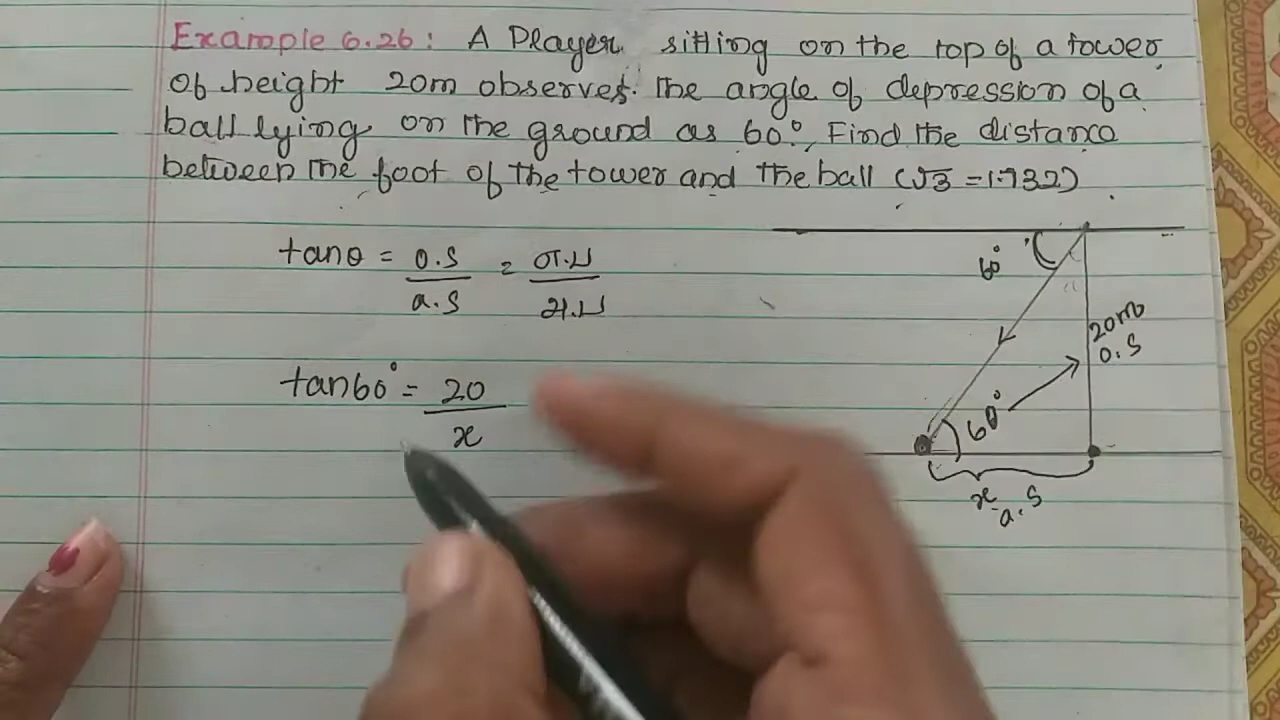 Example 6.26: A Player sitting on the top of a tower
of height 20m observes. The angle of depression of a
ball lying on the ground as 60°, Find the distance
between the foot of the tower and the ball (√3 = 1.732)
tanθ = o.s / a.s = எ.ப / அ.ப
tan60° = 20 / x
60°
20m
o.s
60°
x
a.s